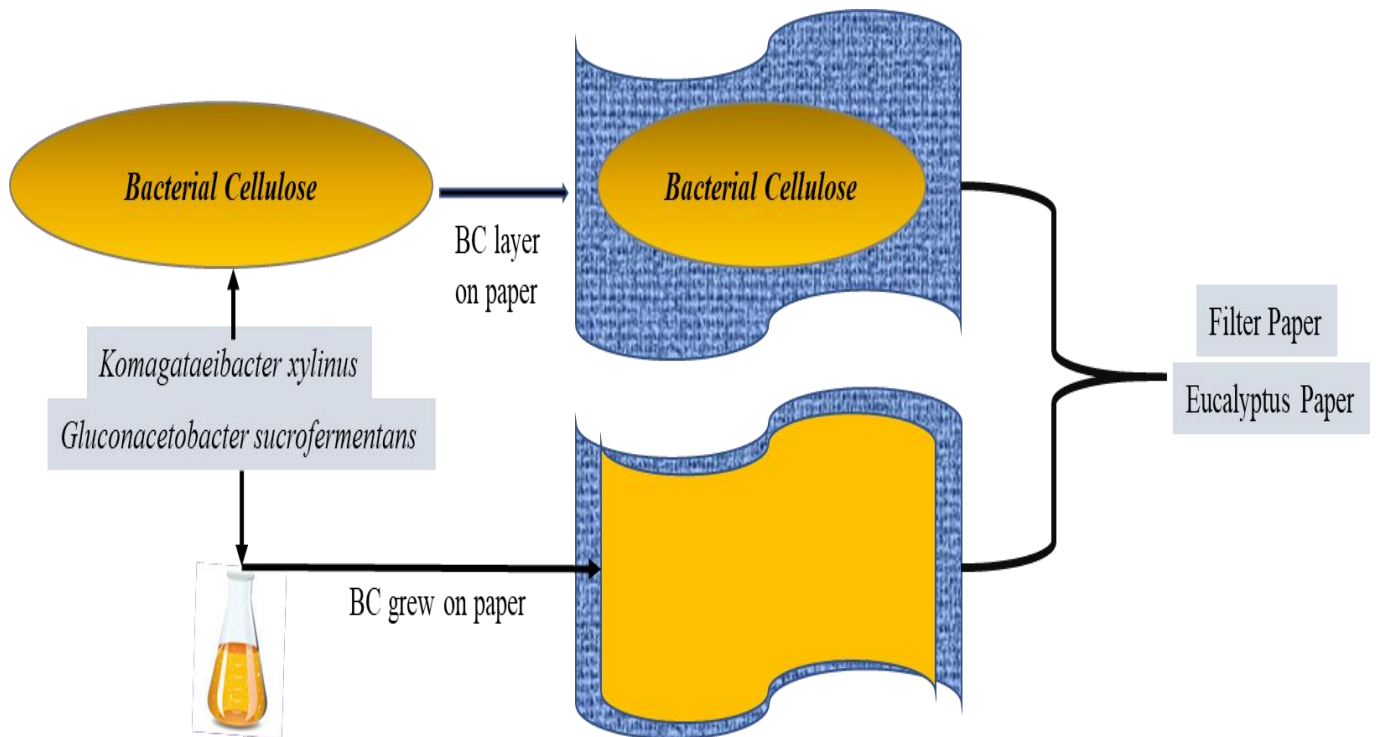 Bacterial Cellulose
BC layer
on paper
Bacterial Cellulose
Komagataeibacter xylinus
Gluconacetobacter sucrofermentans
BC grew on paper
Filter Paper
Eucalyptus Paper